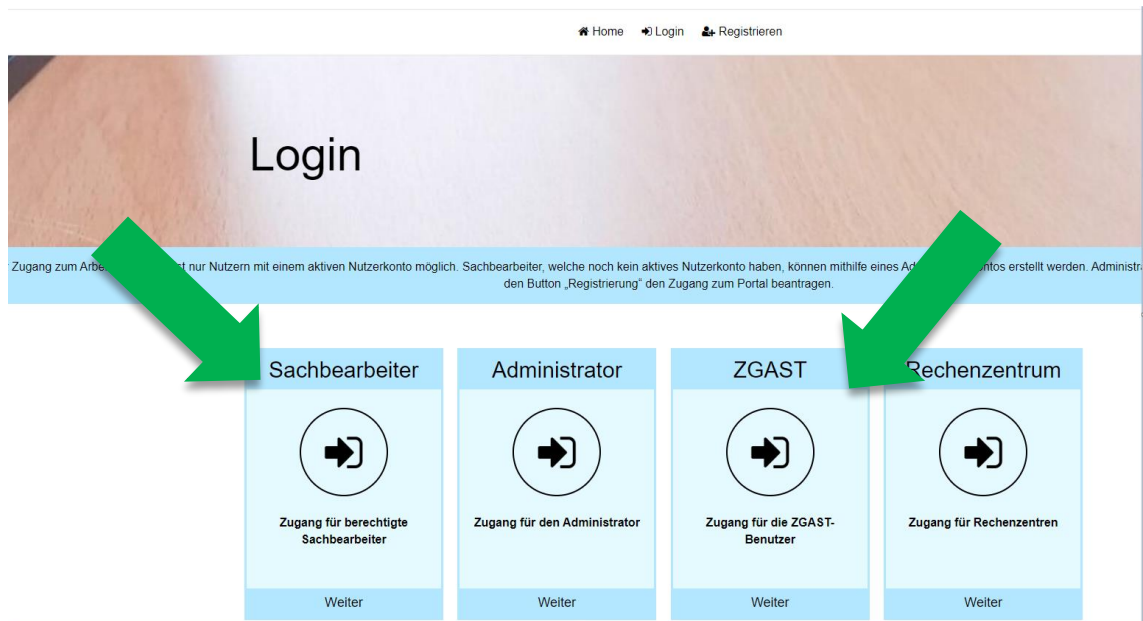 Home Login Registrieren
Login
Zugang zum Arbe st nur Nutzern mit einem aktiven Nutzerkonto möglich. Sachbearbeiter, welche noch kein aktives Nutzerkonto haben, können mithilfe eines Ad ntos erstellt werden. Administr
den Button „Registrierung“ den Zugang zum Portal beantragen.
Sachbearbeiter Administrator ZGAST Rechenzentrum
Zugang für berechtigte Sachbearbeiter
Zugang für den Administrator
Zugang für die ZGAST-
Benutzer
Zugang für Rechenzentren
Weiter Weiter Weiter Weiter